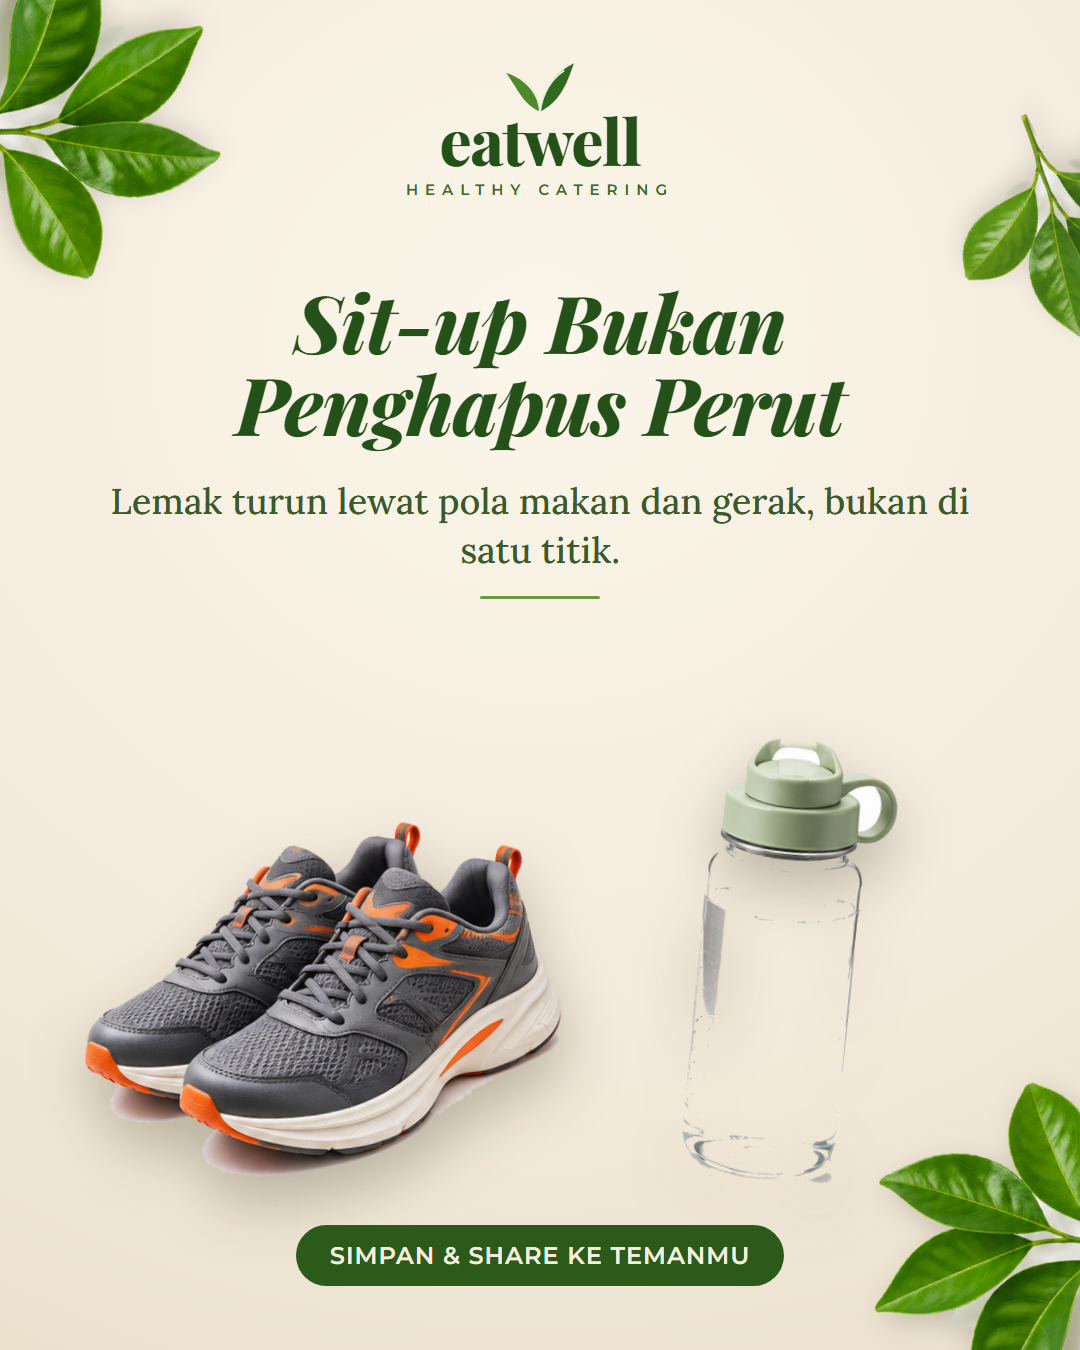 eatwell
HEALTHY CATERING
Sit-up Bukan
Penghapus Perut
Lemak turun lewat pola makan dan gerak, bukan di
satu titik.
SIMPAN & SHARE KE TEMANMU